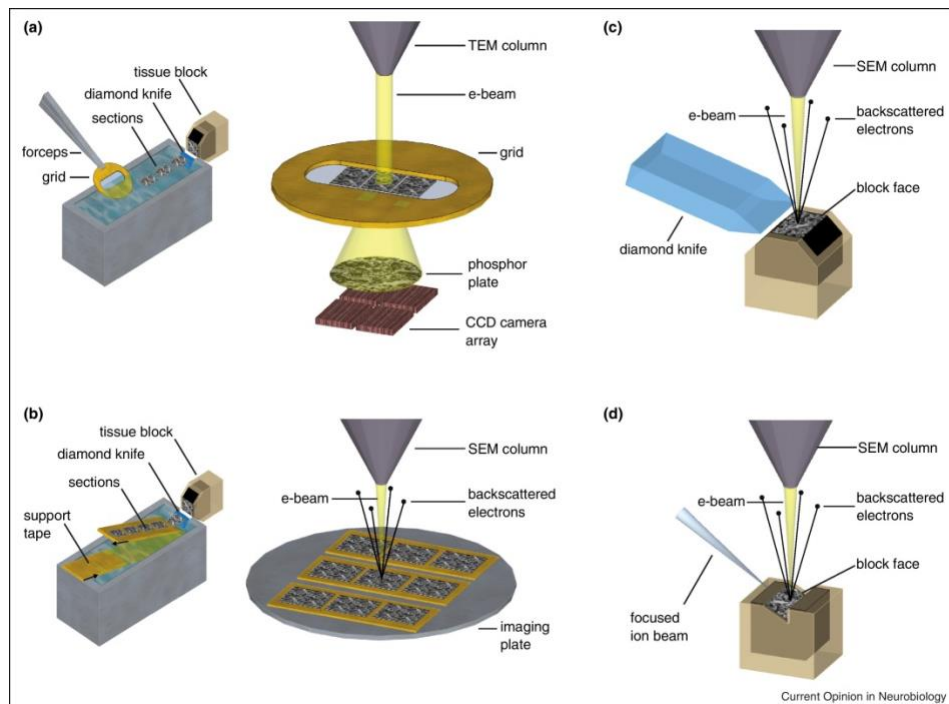 (a)
tissue block
diamond knife
sections
forceps
grid
TEM column
e-beam
grid
phosphor
plate
CCD camera
array
(c)
SEM column
e-beam
backscattered
electrons
block face
diamond knife
(b)
tissue block
diamond knife
sections
support
tape
SEM column
e-beam
backscattered
electrons
imaging
plate
(d)
SEM column
e-beam
backscattered
electrons
block face
focused
ion beam
Current Opinion in Neurobiology